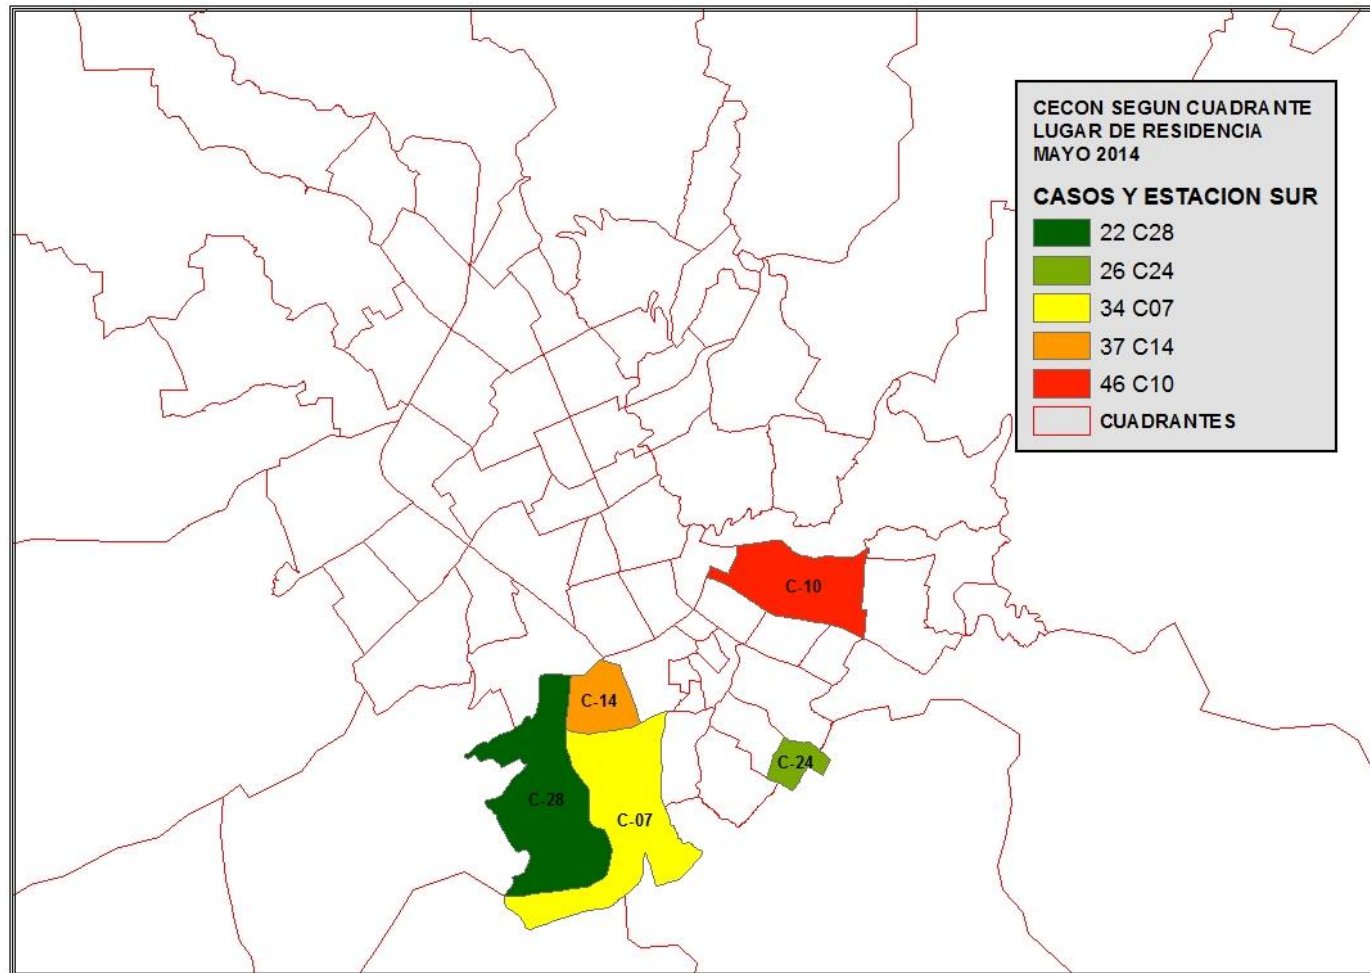 CECON SEGUN CUADRANTE
LUGAR DE RESIDENCIA
MAYO 2014
CASOS Y ESTACION SUR
22 C28
26 C24
34 C07
37 C14
46 C10
CUADRANTES
C-10
C-14
C-24
C-28
C-07